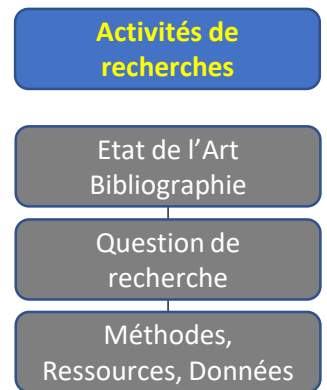 Activités de
recherches
Etat de l'Art
Bibliographie
Question de
recherche
Méthodes,
Ressources, Données